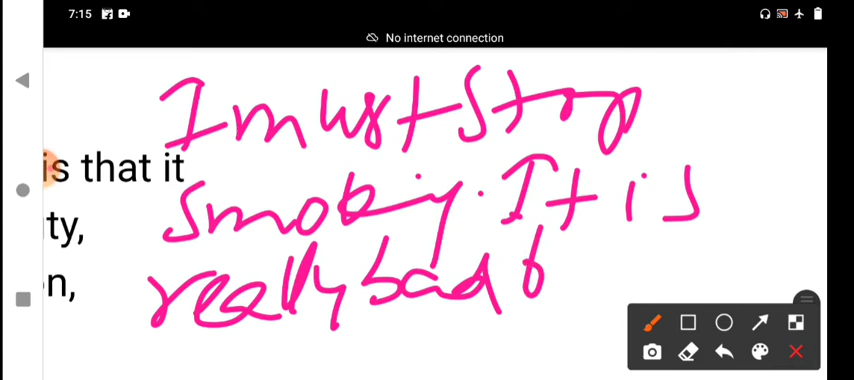 7:15
No internet connection
I must stop
is that it
smoking. It is
ty,
really bad
n,